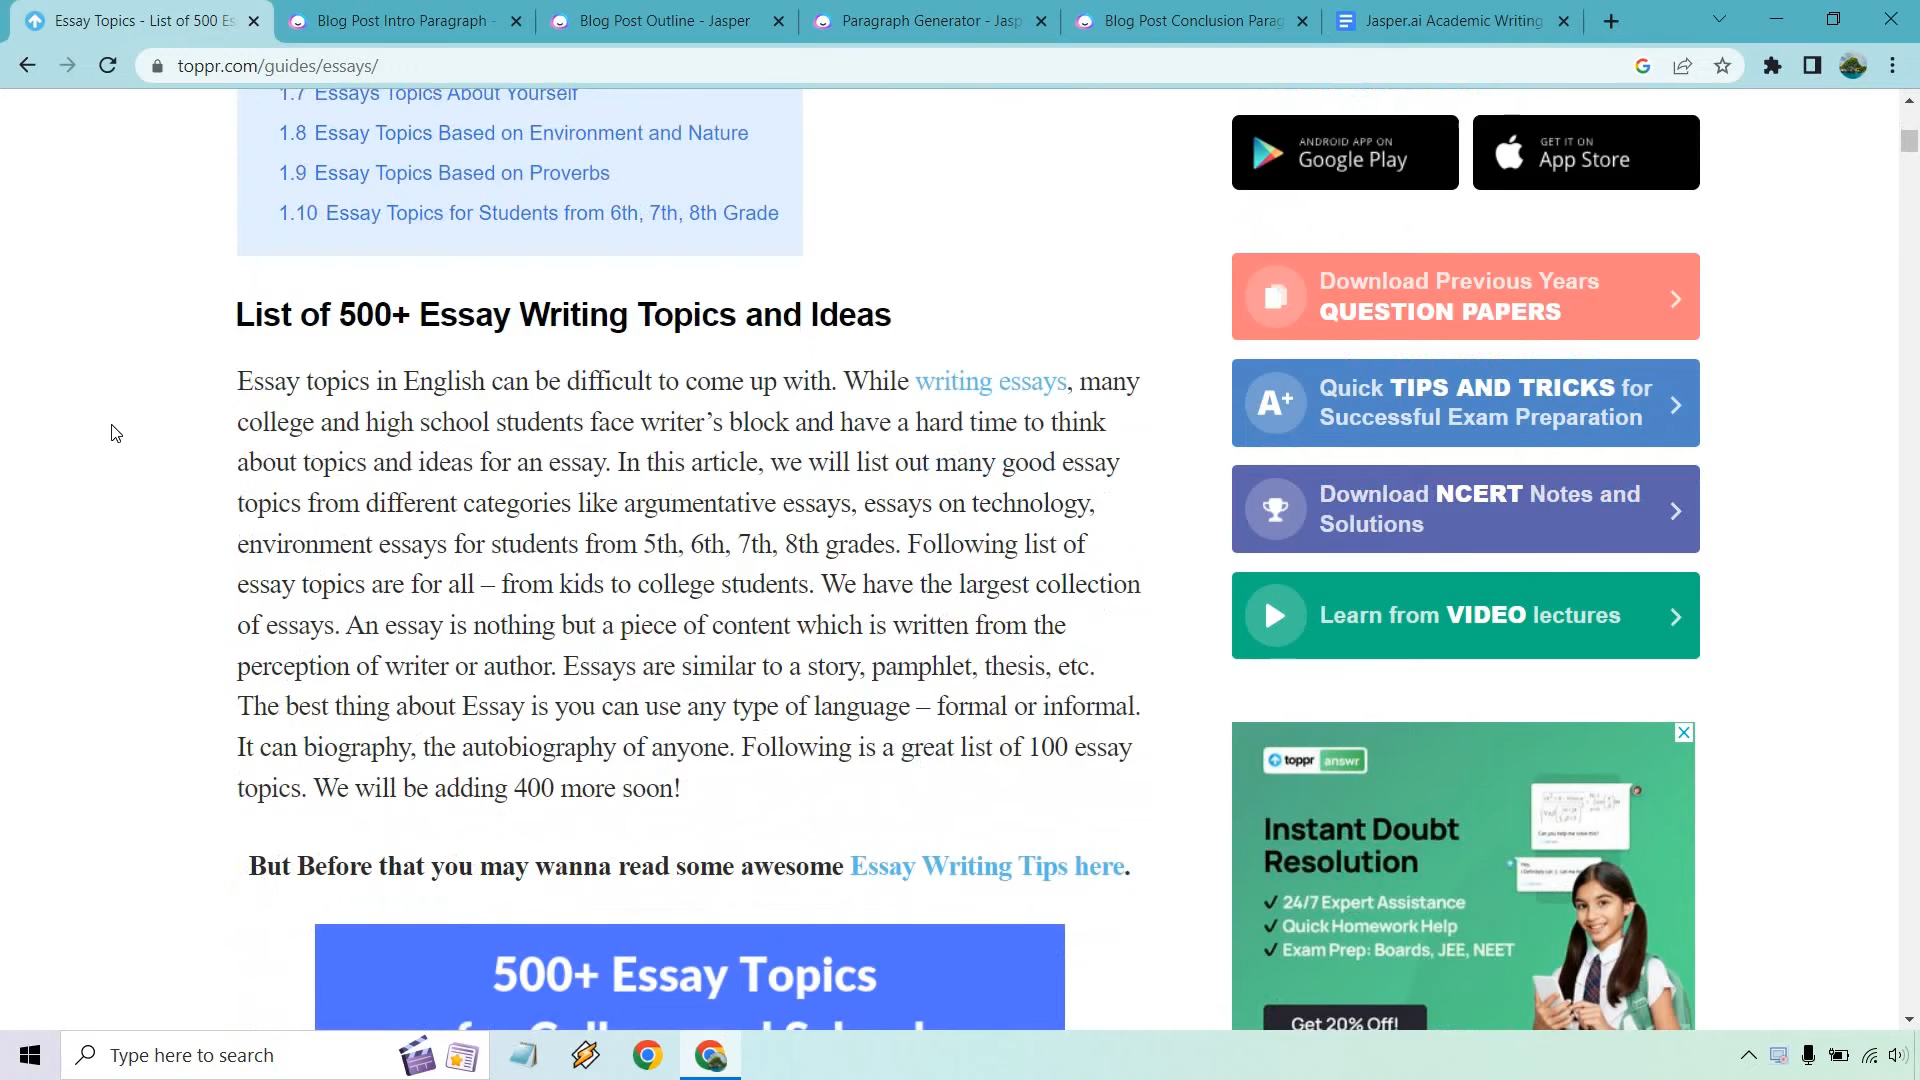 Essay Topics - List of 500 Es
Blog Post Intro Paragraph -
Blog Post Outline - Jasper
Paragraph Generator - Jasp
Blog Post Conclusion Parag
Jasper.ai Academic Writing
toppr.com/guides/essays/
1.7 Essays Topics About Yourself
1.8 Essay Topics Based on Environment and Nature
1.9 Essay Topics Based on Proverbs
1.10 Essay Topics for Students from 6th, 7th, 8th Grade
List of 500+ Essay Writing Topics and Ideas
Essay topics in English can be difficult to come up with. While writing essays, many
college and high school students face writer’s block and have a hard time to think
about topics and ideas for an essay. In this article, we will list out many good essay
topics from different categories like argumentative essays, essays on technology,
environment essays for students from 5th, 6th, 7th, 8th grades. Following list of
essay topics are for all – from kids to college students. We have the largest collection
of essays. An essay is nothing but a piece of content which is written from the
perception of writer or author. Essays are similar to a story, pamphlet, thesis, etc.
The best thing about Essay is you can use any type of language – formal or informal.
It can biography, the autobiography of anyone. Following is a great list of 100 essay
topics. We will be adding 400 more soon!
But Before that you may wanna read some awesome Essay Writing Tips here.
500+ Essay Topics
ANDROID APP ON
Google Play
GET IT ON
App Store
Download Previous Years
QUESTION PAPERS
A+
Quick TIPS AND TRICKS for
Successful Exam Preparation
Download NCERT Notes and
Solutions
Learn from VIDEO lectures
toppr answr
Instant Doubt
Resolution
24/7 Expert Assistance
Quick Homework Help
Exam Prep: Boards, JEE, NEET
Get 20% Off!
Type here to search